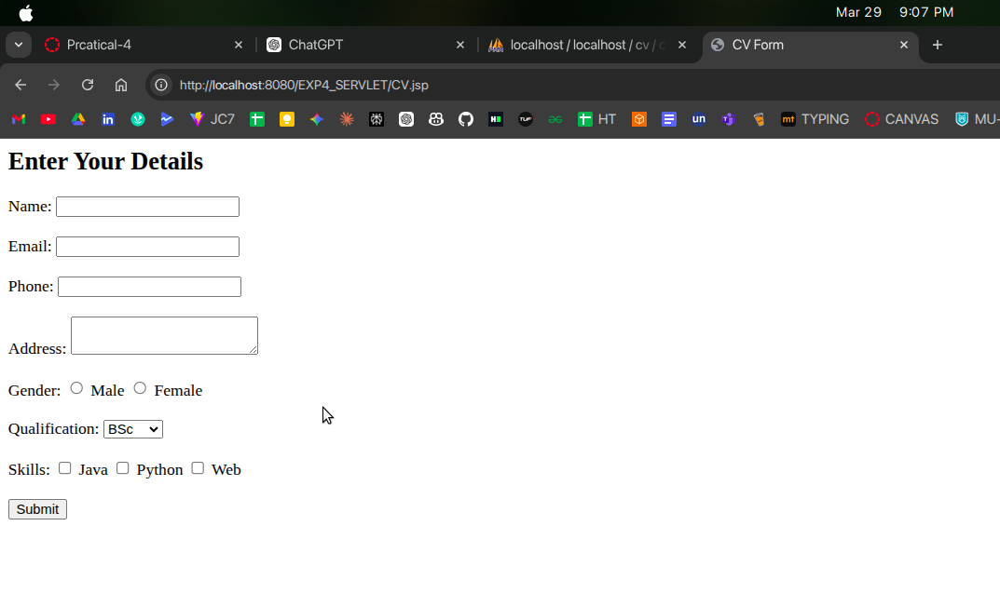 Mar 29 9:07 PM
Prcatical-4 ChatGPT localhost / localhost / cv / CV Form
http://localhost:8080/EXP4_SERVLET/CV.jsp
in JC7 HT un mt TYPING CANVAS MU-
Enter Your Details
Name:
Email:
Phone:
Address:
Gender: Male Female
Qualification: BSc
Skills: Java Python Web
Submit